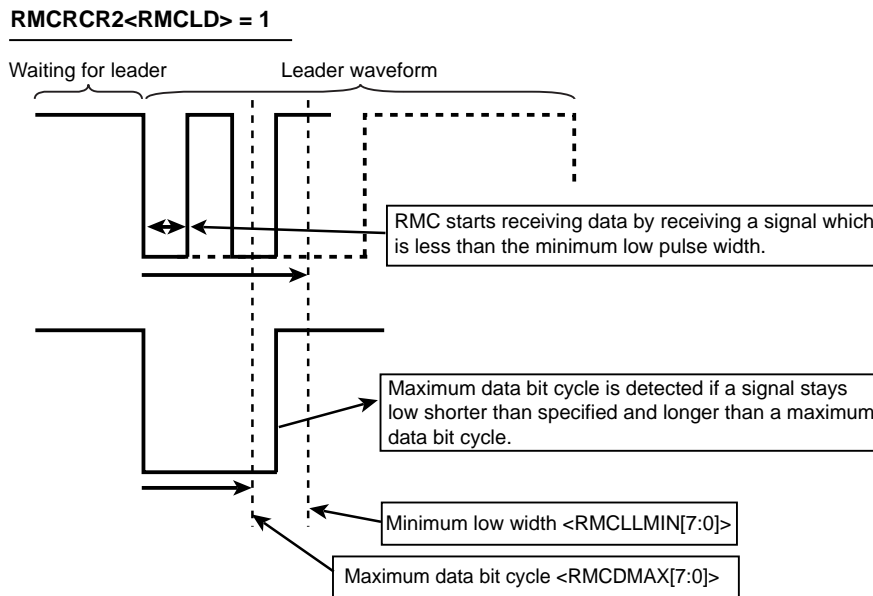 RMCRCR2<RMCLD> = 1
Waiting for leader
Leader waveform
RMC starts receiving data by receiving a signal which
is less than the minimum low pulse width.
Maximum data bit cycle is detected if a signal stays
low shorter than specified and longer than a maximum
data bit cycle.
Minimum low width <RMCLLMIN[7:0]>
Maximum data bit cycle <RMCDMAX[7:0]>